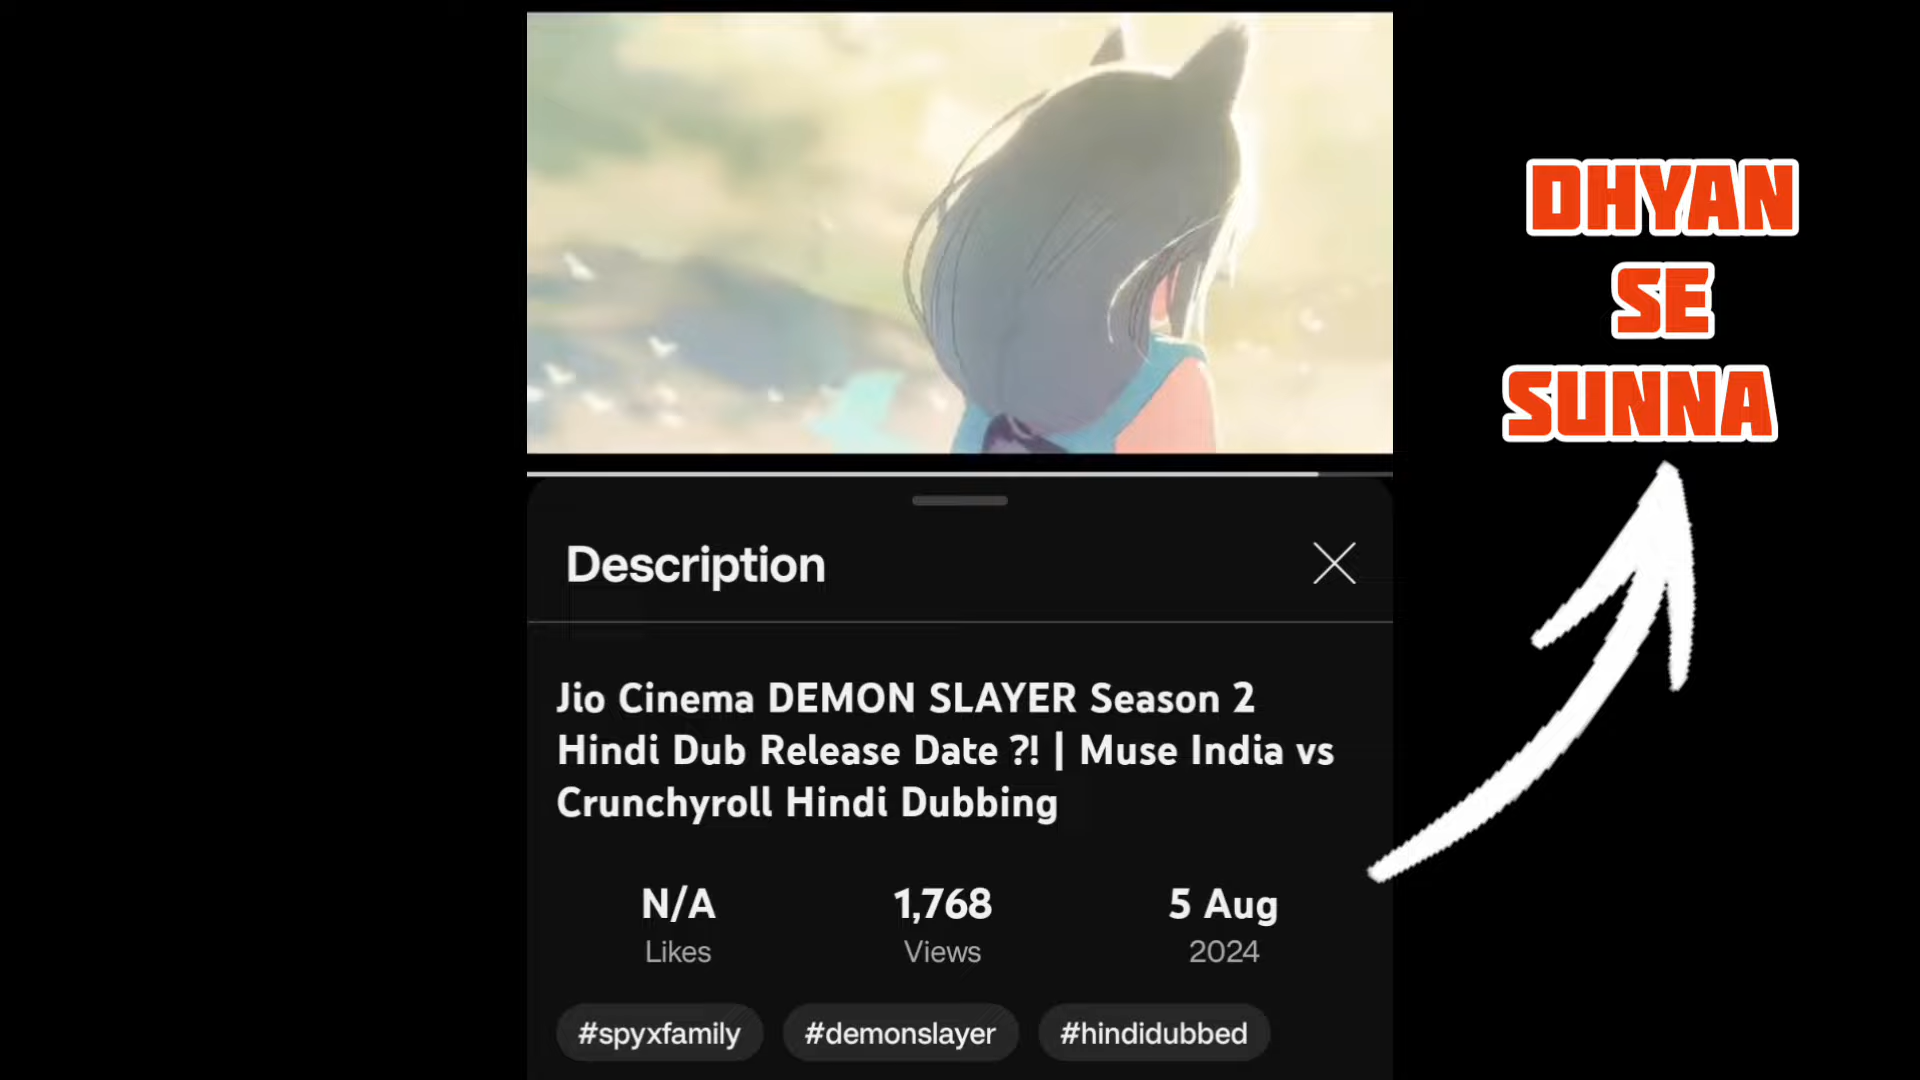 DHYAN
SE
SUNNA
Description
Jio Cinema DEMON SLAYER Season 2
Hindi Dub Release Date ?! | Muse India vs
Crunchyroll Hindi Dubbing
N/A 1,768 5 Aug
Likes Views 2024
#spyxfamily #demonslayer #hindidubbed